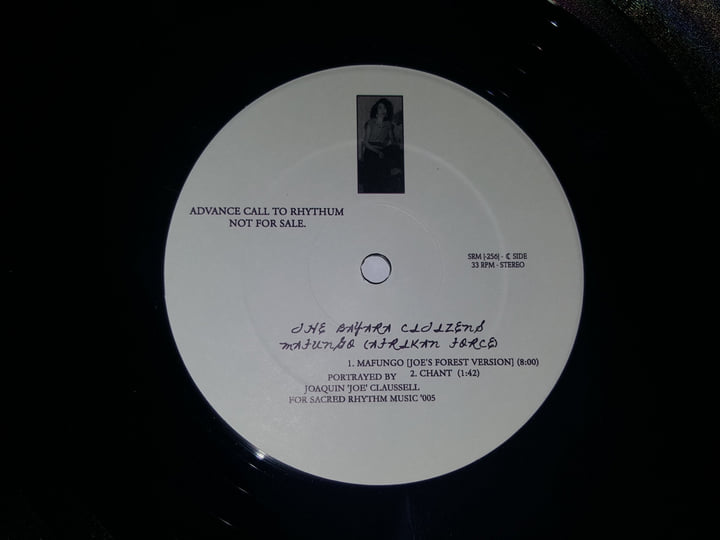 ADVANCE CALL TO RHYTHUM
NOT FOR SALE.
SRM |-256| - C SIDE
33 RPM - STEREO
THE BAYARA CITIZENS
MAFUNGO (AFRIKAN FORCE)
1. MAFUNGO [JOE'S FOREST VERSION] (8:00)
2. CHANT (1:42)
PORTRAYED BY
JOAQUIN 'JOE' CLAUSSELL
FOR SACRED RHYTHM MUSIC '005